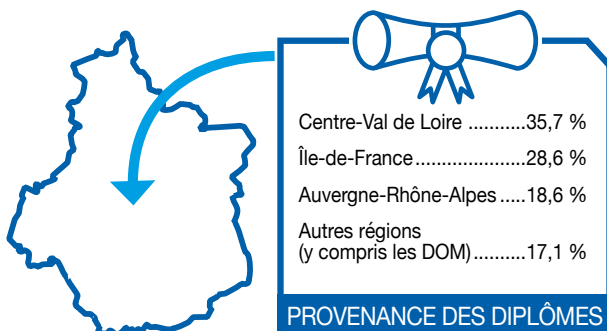 Centre-Val de Loire ...........35,7 %
Île-de-France......................28,6 %
Auvergne-Rhône-Alpes .....18,6 %
Autres régions
(y compris les DOM)..........17,1 %
PROVENANCE DES DIPLÔMES